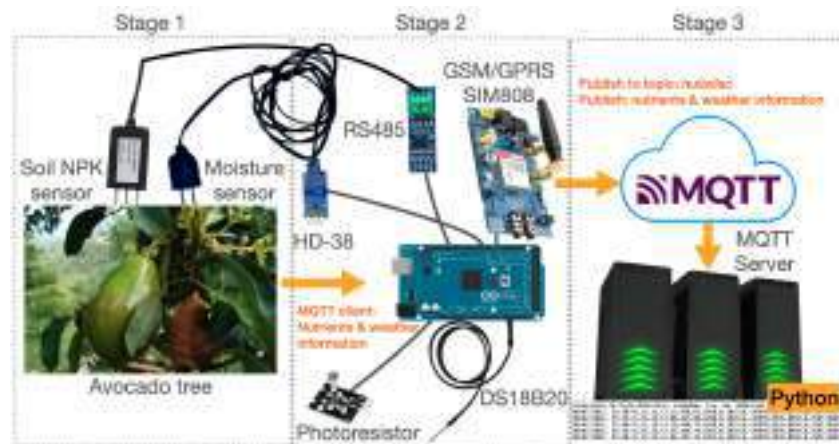 Stage 1
Stage 2
Stage 3
Soil NPK
sensor
Moisture
sensor
Avocado tree
HD-38
RS485
GSM/GPRS
SIM808
MQTT client:
Nutrients & weather
information
Photoresistor
DS18B20
Publish to topic:
Publish: nutrients & weather information
MQTT
MQTT
Server
Python